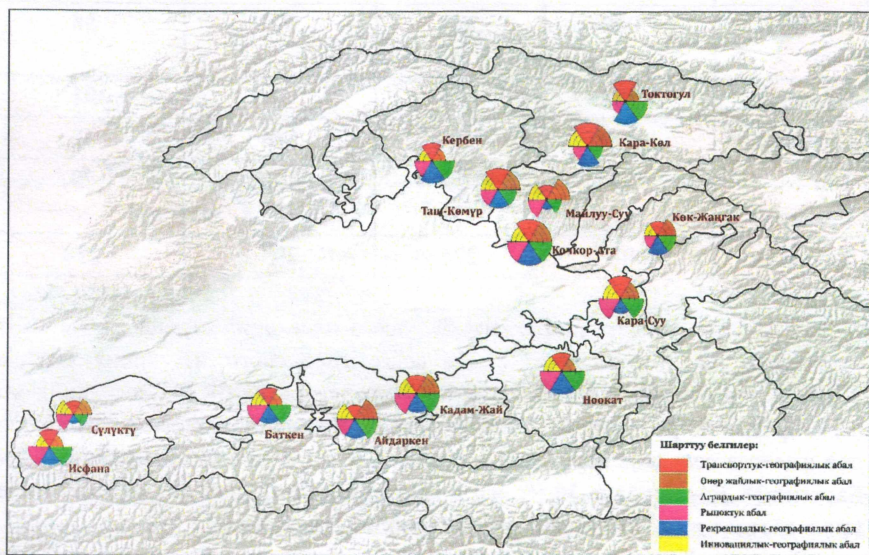 Токтогул
Кара-Көл
Кербен
Таш-Көмүр
Майлуу-Суу
Көк-Жаңгак
Кочкор-Ата
Кара-Суу
Ноокат
Кадам-Жай
Айдаркен
Баткен
Сүлүктү
Исфана
Шарттуу белгилер:
Транспорттук-географиялык абал
Өнөр жайлык-географиялык абал
Агрардык-географиялык абал
Рыноктук абал
Рекреациялык-географиялык абал
Инновациялык-географиялык абал